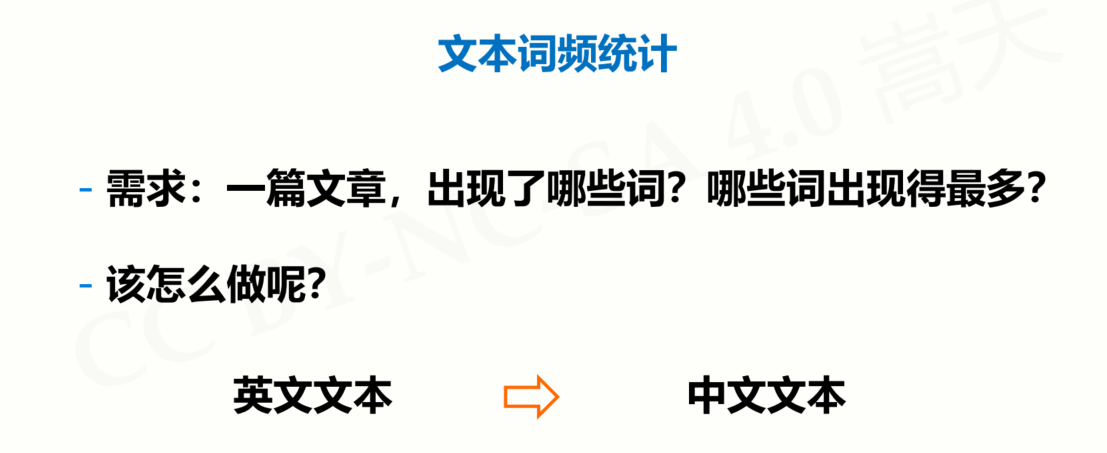 文本词频统计
- 需求：一篇文章，出现了哪些词？哪些词出现得最多？
- 该怎么做呢？
英文文本 中文文本
CC BY-NC-SA 4.0 嵩天